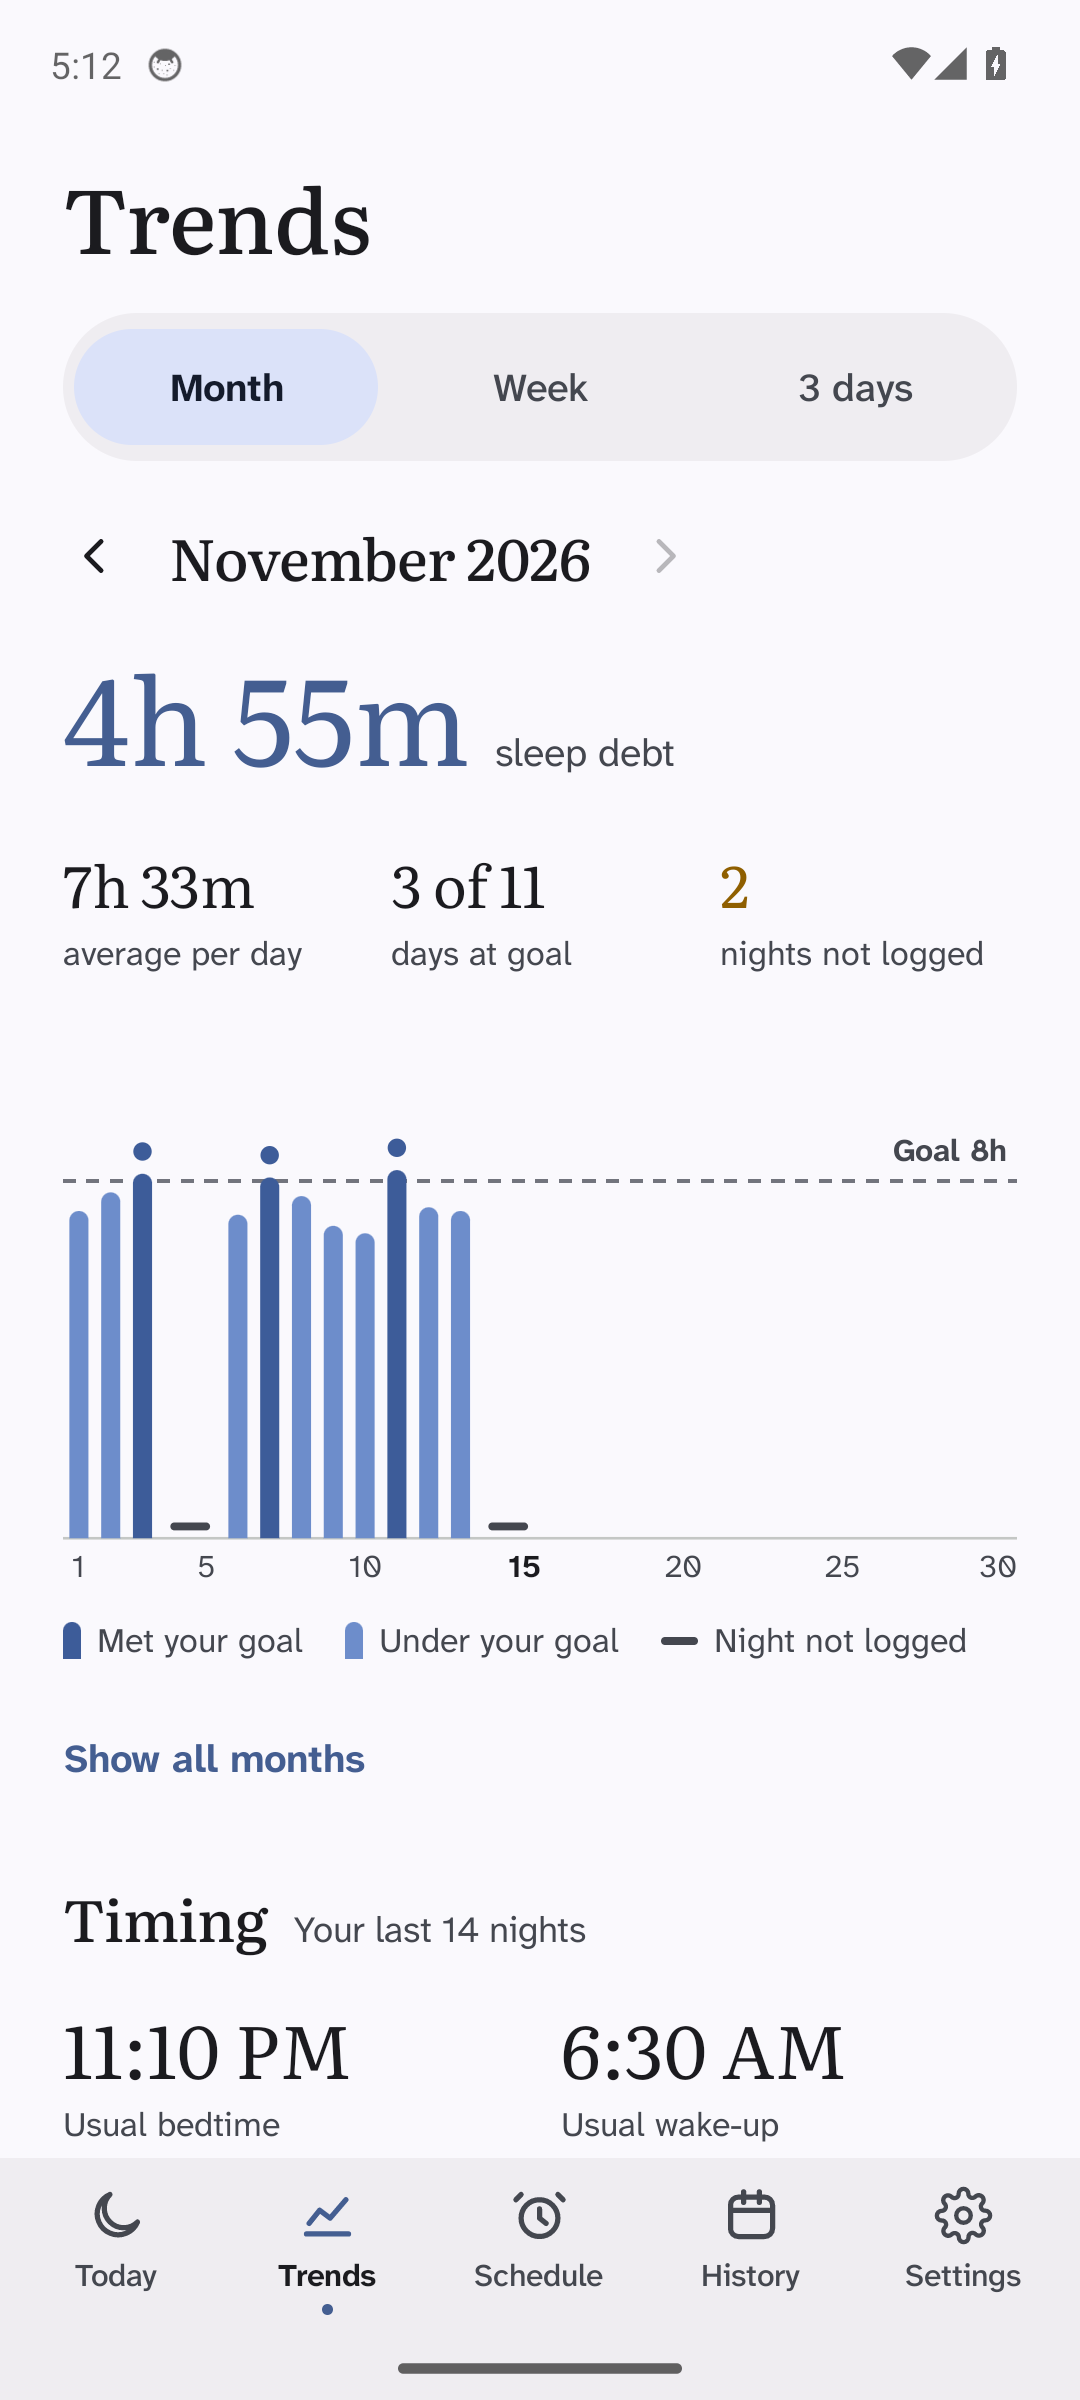 5:12
Trends
Month Week 3 days
November 2026
4h 55m sleep debt
7h 33m 3 of 11 2
average per day days at goal nights not logged
Goal 8h
1 5 10 15 20 25 30
Met your goal Under your goal Night not logged
Show all months
Timing Your last 14 nights
11:10 PM 6:30 AM
Usual bedtime Usual wake-up
Today Trends Schedule History Settings